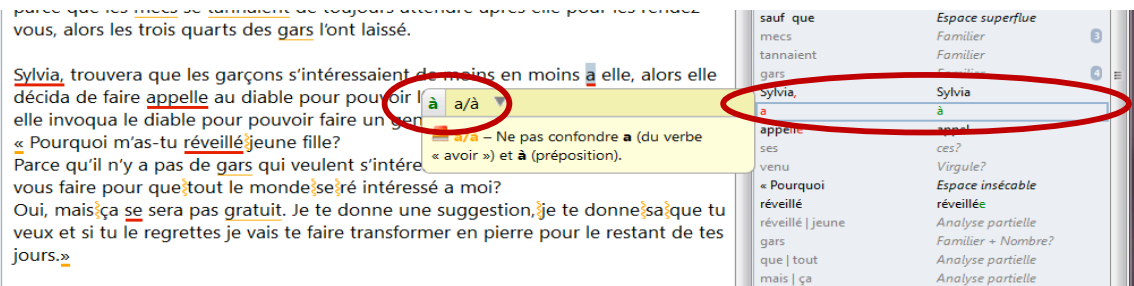 parce que les mecs se tannaient de toujours attendre après elle pour les rendez-
vous, alors les trois quarts des gars l'ont laissé.
Sylvia, trouvera que les garçons s'intéressaient de moins en moins a elle, alors elle
décida de faire appelle au diable pour pouvoir
elle invoqua le diable pour pouvoir faire un
« Pourquoi m'as-tu réveillé jeune fille?
Parce qu'il n'y a pas de gars qui veulent s'intére
vous faire pour que tout le monde se ré intéressé a moi?
Oui, mais ça se sera pas gratuit. Je te donne une suggestion, je te donne sa que tu
veux et si tu le regrettes je vais te faire transformer en pierre pour le restant de tes
jours.»
à a/à
a/à – Ne pas confondre a (du verbe
« avoir ») et à (préposition).
sauf que Espace superflue
mecs Familier 3
tannaient Familier
gars Familier 4
Sylvia, Sylvia
a à
appelle appel
ses ces?
venu Virgule?
« Pourquoi Espace insécable
réveillé réveillée
réveillé | jeune Analyse partielle
gars Familier + Nombre?
que | tout Analyse partielle
mais | ça Analyse partielle